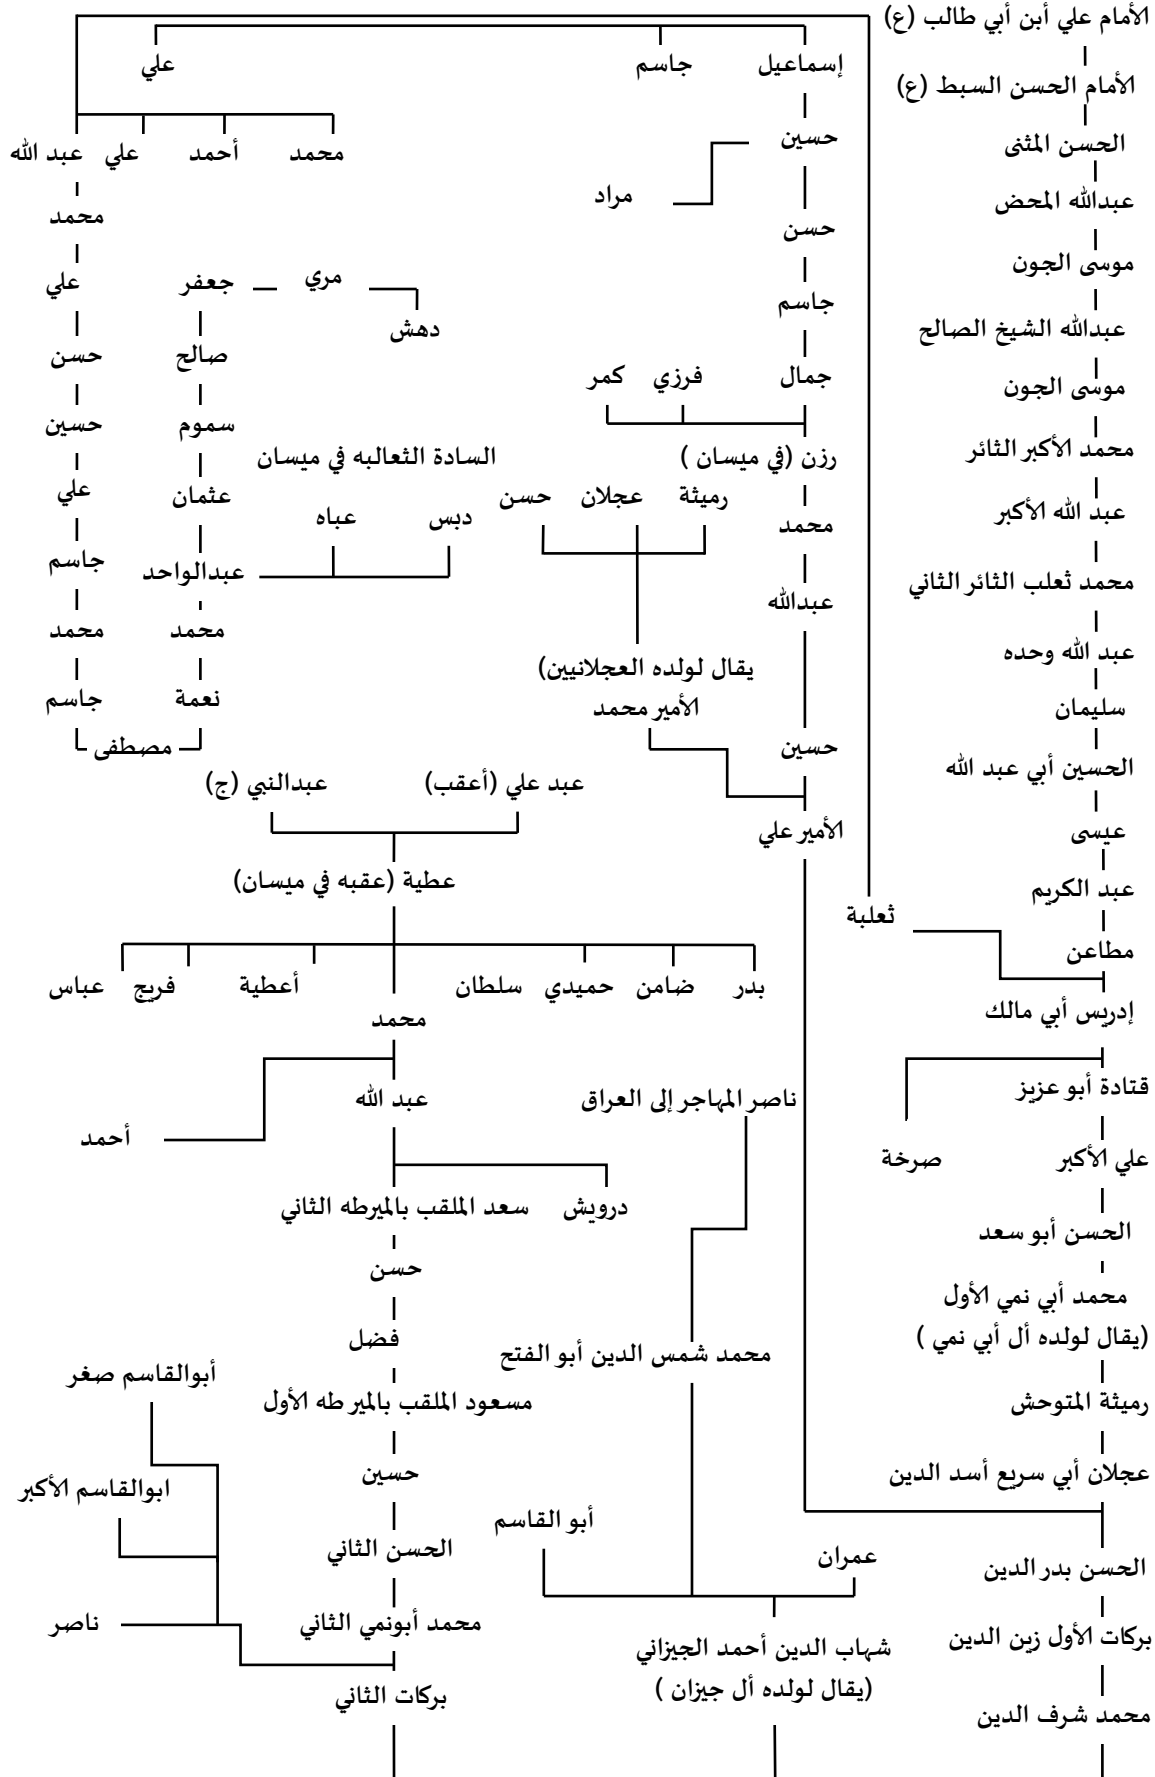 الأمام علي أبن أبي طالب (ع)
الأمام الحسن السبط (ع)
الحسن المثنى
عبدالله المحض
موسى الجون
عبدالله الشيخ الصالح
موسى الجون
محمد الأكبر الثائر
عبد الله الأكبر
محمد ثعلب الثائر الثاني
عبد الله وحده
سليمان
الحسين أبي عبد الله
عيسى
عبد الكريم
مطاعن
إدريس أبي مالك
قتادة أبو عزيز
صرخة
علي الأكبر
الحسن أبو سعد
محمد أبي نمي الأول
(يقال لولده أل أبي نمي )
رميثة المتوحش
عجلان أبي سريع أسد الدين
الحسن بدر الدين
بركات الأول زين الدين
محمد شرف الدين
ثعلبة
إسماعيل
جاسم
علي
حسين
مراد
حسن
جاسم
جمال
فرزي
كمر
رزن (في ميسان )
محمد
عبدالله
حسين
الأمير علي
رميثة
عجلان
حسن
يقال لولده العجلانيين)
الأمير محمد
محمد
أحمد
علي
عبد الله
محمد
علي
حسن
حسين
علي
جاسم
محمد
جاسم
مصطفى
دهش
مري
جعفر
صالح
سموم
عثمان
السادة الثعالبه في ميسان
دبس
عباه
عبدالواحد
محمد
نعمة
عبد علي (أعقب)
عبدالنبي (ج)
عطية (عقبه في ميسان)
بدر
ضامن
حميدي
سلطان
أعطية
فريج
عباس
محمد
عبد الله
أحمد
درويش
سعد الملقب بالميرطه الثاني
حسن
فضل
مسعود الملقب بالمير طه الأول
حسين
الحسن الثاني
محمد أبونمي الثاني
بركات الثاني
أبوالقاسم صغر
ابوالقاسم الأكبر
ناصر
ناصر المهاجر إلى العراق
محمد شمس الدين أبو الفتح
أبو القاسم
عمران
شهاب الدين أحمد الجيزاني
(يقال لولده أل جيزان )